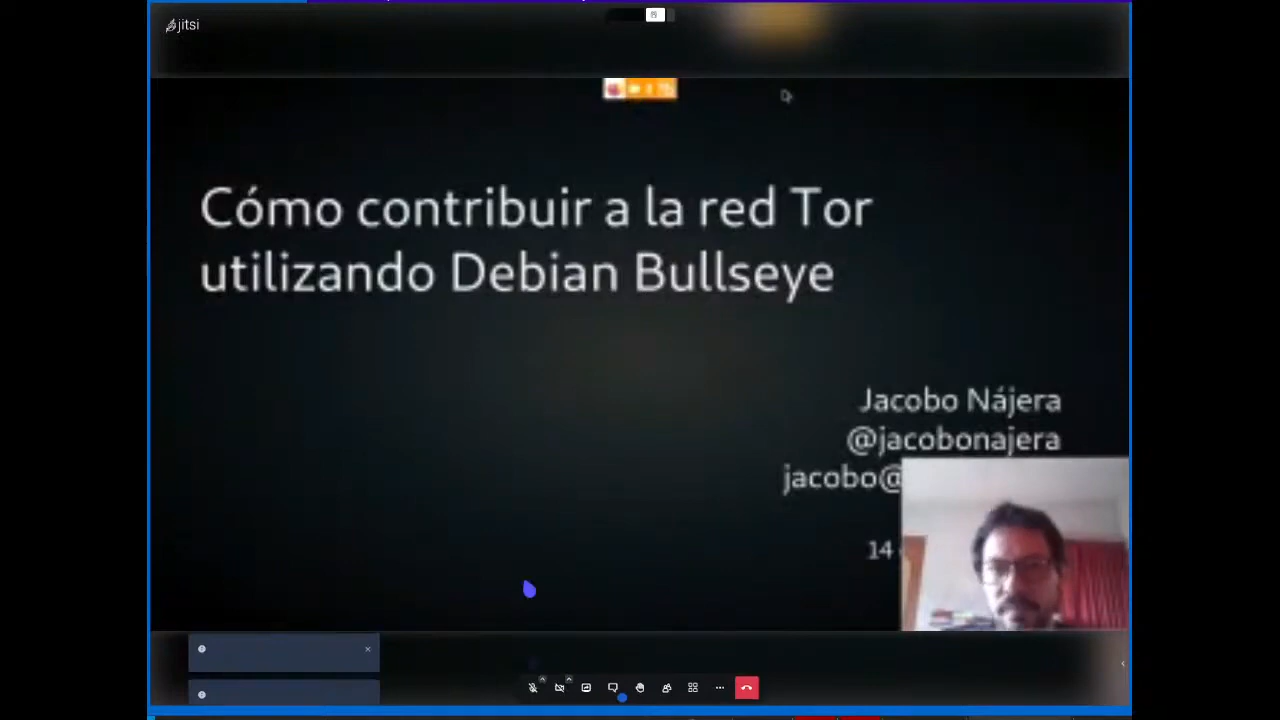 jitsi
Cómo contribuir a la red Tor
utilizando Debian Bullseye
Jacobo Nájera
@jacobonajera
jacobo@
14